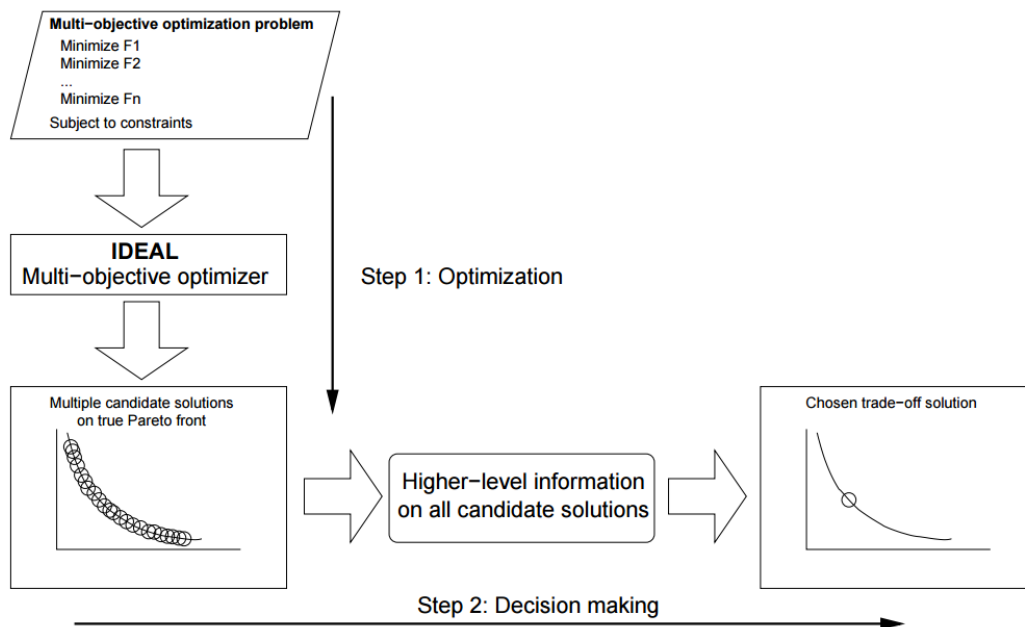 Multi−objective optimization problem
Minimize F1
Minimize F2
...
Minimize Fn
Subject to constraints
IDEAL
Multi−objective optimizer
Step 1: Optimization
Multiple candidate solutions
on true Pareto front
Higher−level information
on all candidate solutions
Chosen trade−off solution
Step 2: Decision making